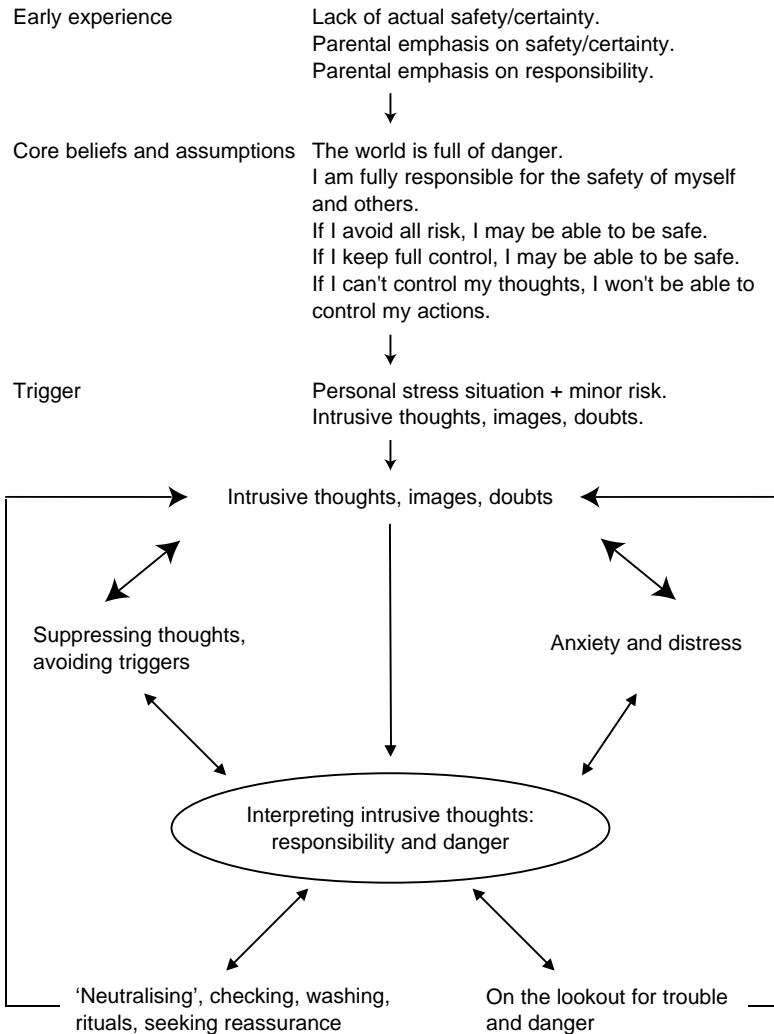 Early experience
Lack of actual safety/certainty.
Parental emphasis on safety/certainty.
Parental emphasis on responsibility.
Core beliefs and assumptions
The world is full of danger.
I am fully responsible for the safety of myself
and others.
If I avoid all risk, I may be able to be safe.
If I keep full control, I may be able to be safe.
If I can't control my thoughts, I won't be able to
control my actions.
Trigger
Personal stress situation + minor risk.
Intrusive thoughts, images, doubts.
Intrusive thoughts, images, doubts
Suppressing thoughts,
avoiding triggers
Anxiety and distress
Interpreting intrusive thoughts:
responsibility and danger
‘Neutralising’, checking, washing,
rituals, seeking reassurance
On the lookout for trouble
and danger